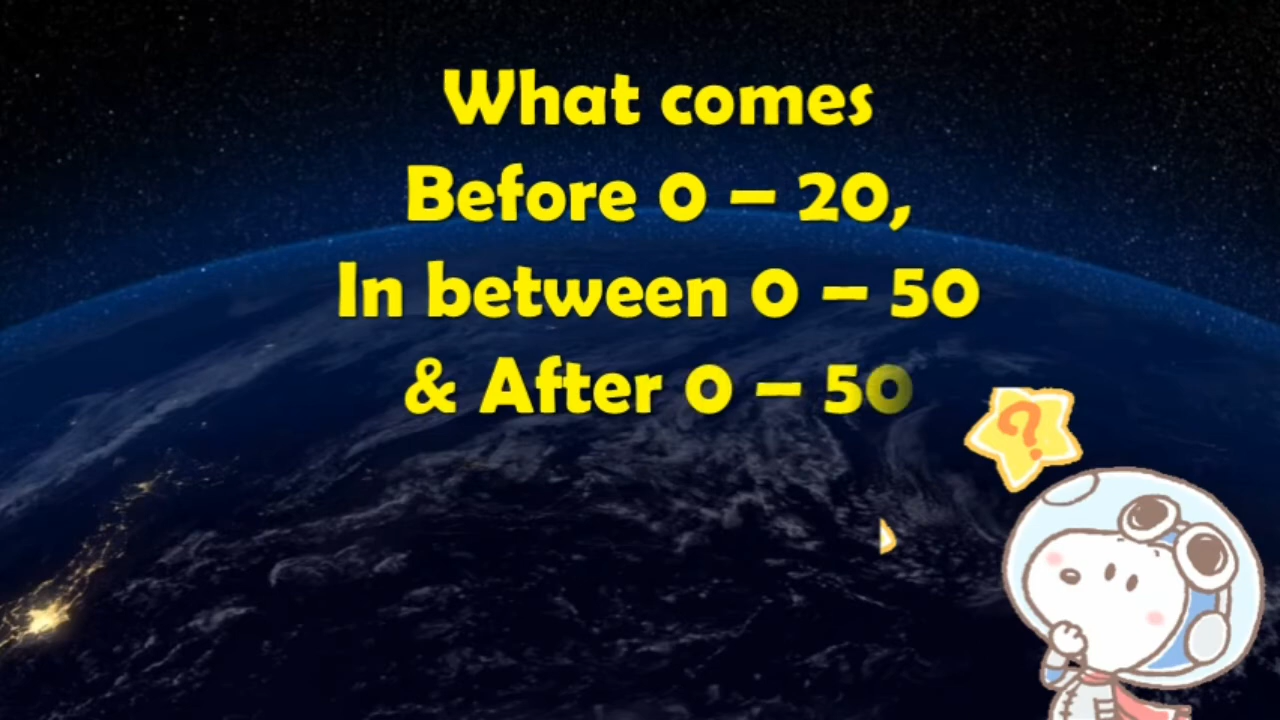 What comes
Before 0 – 20,
In between 0 – 50
& After 0 – 50
?